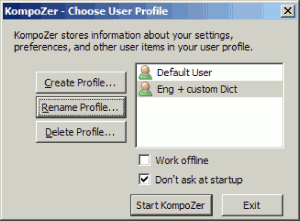 KompoZer - Choose User Profile
KompoZer stores information about your settings,
preferences, and other user items in your user profile.
Create Profile...
Rename Profile...
Delete Profile...
Default User
Eng + custom Dict
Work offline
Don't ask at startup
Start KompoZer
Exit